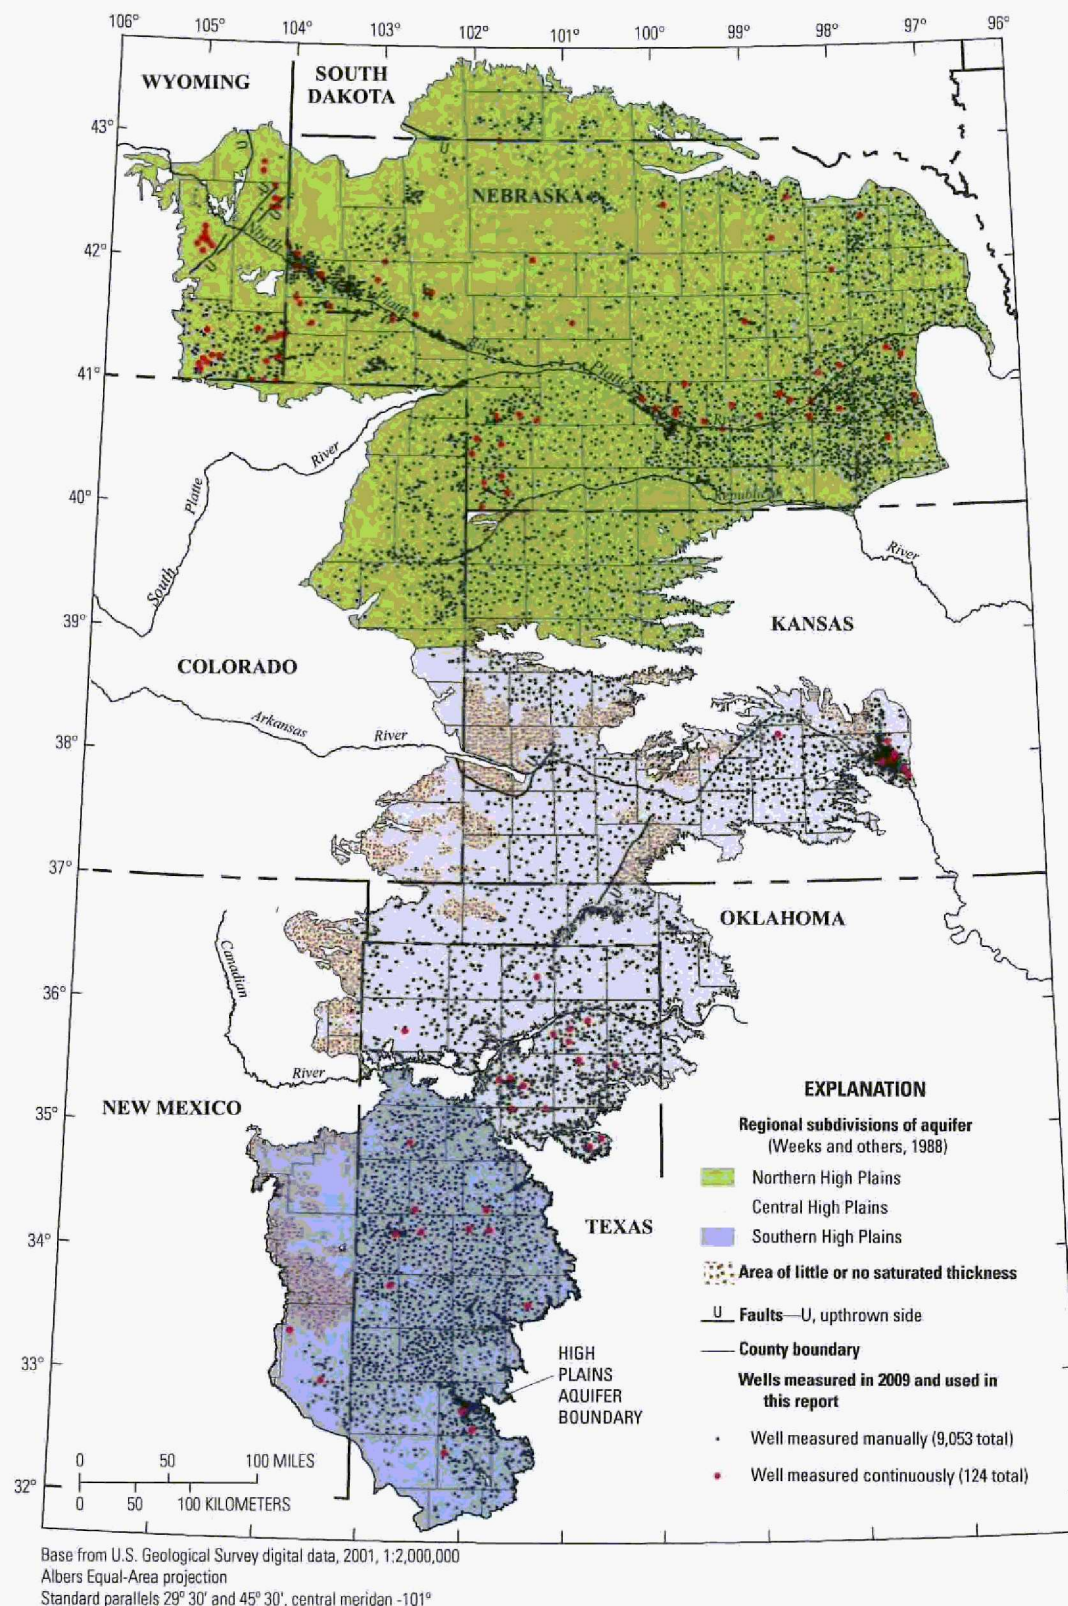 106° 105° 104° 103° 102° 101° 100° 99° 98° 97° 96°
WYOMING
SOUTH
DAKOTA
43°
U
NEBRASKA
U
U
U
42°
North
Platte
River
Platte
River
41°
River
Platte
South
40°
Republican
River
39°
KANSAS
COLORADO
Arkansas
River
38°
37°
U
OKLAHOMA
Canadian
36°
River
NEW MEXICO
35°
TEXAS
34°
33°
HIGH
PLAINS
AQUIFER
BOUNDARY
32°
EXPLANATION
Regional subdivisions of aquifer
(Weeks and others, 1988)
Northern High Plains
Central High Plains
Southern High Plains
Area of little or no saturated thickness
U Faults—U, upthrown side
County boundary
Wells measured in 2009 and used in
this report
Well measured manually (9,053 total)
Well measured continuously (124 total)
0 50 100 MILES
0 50 100 KILOMETERS
Base from U.S. Geological Survey digital data, 2001, 1:2,000,000
Albers Equal-Area projection
Standard parallels 29° 30' and 45° 30', central meridan -101°